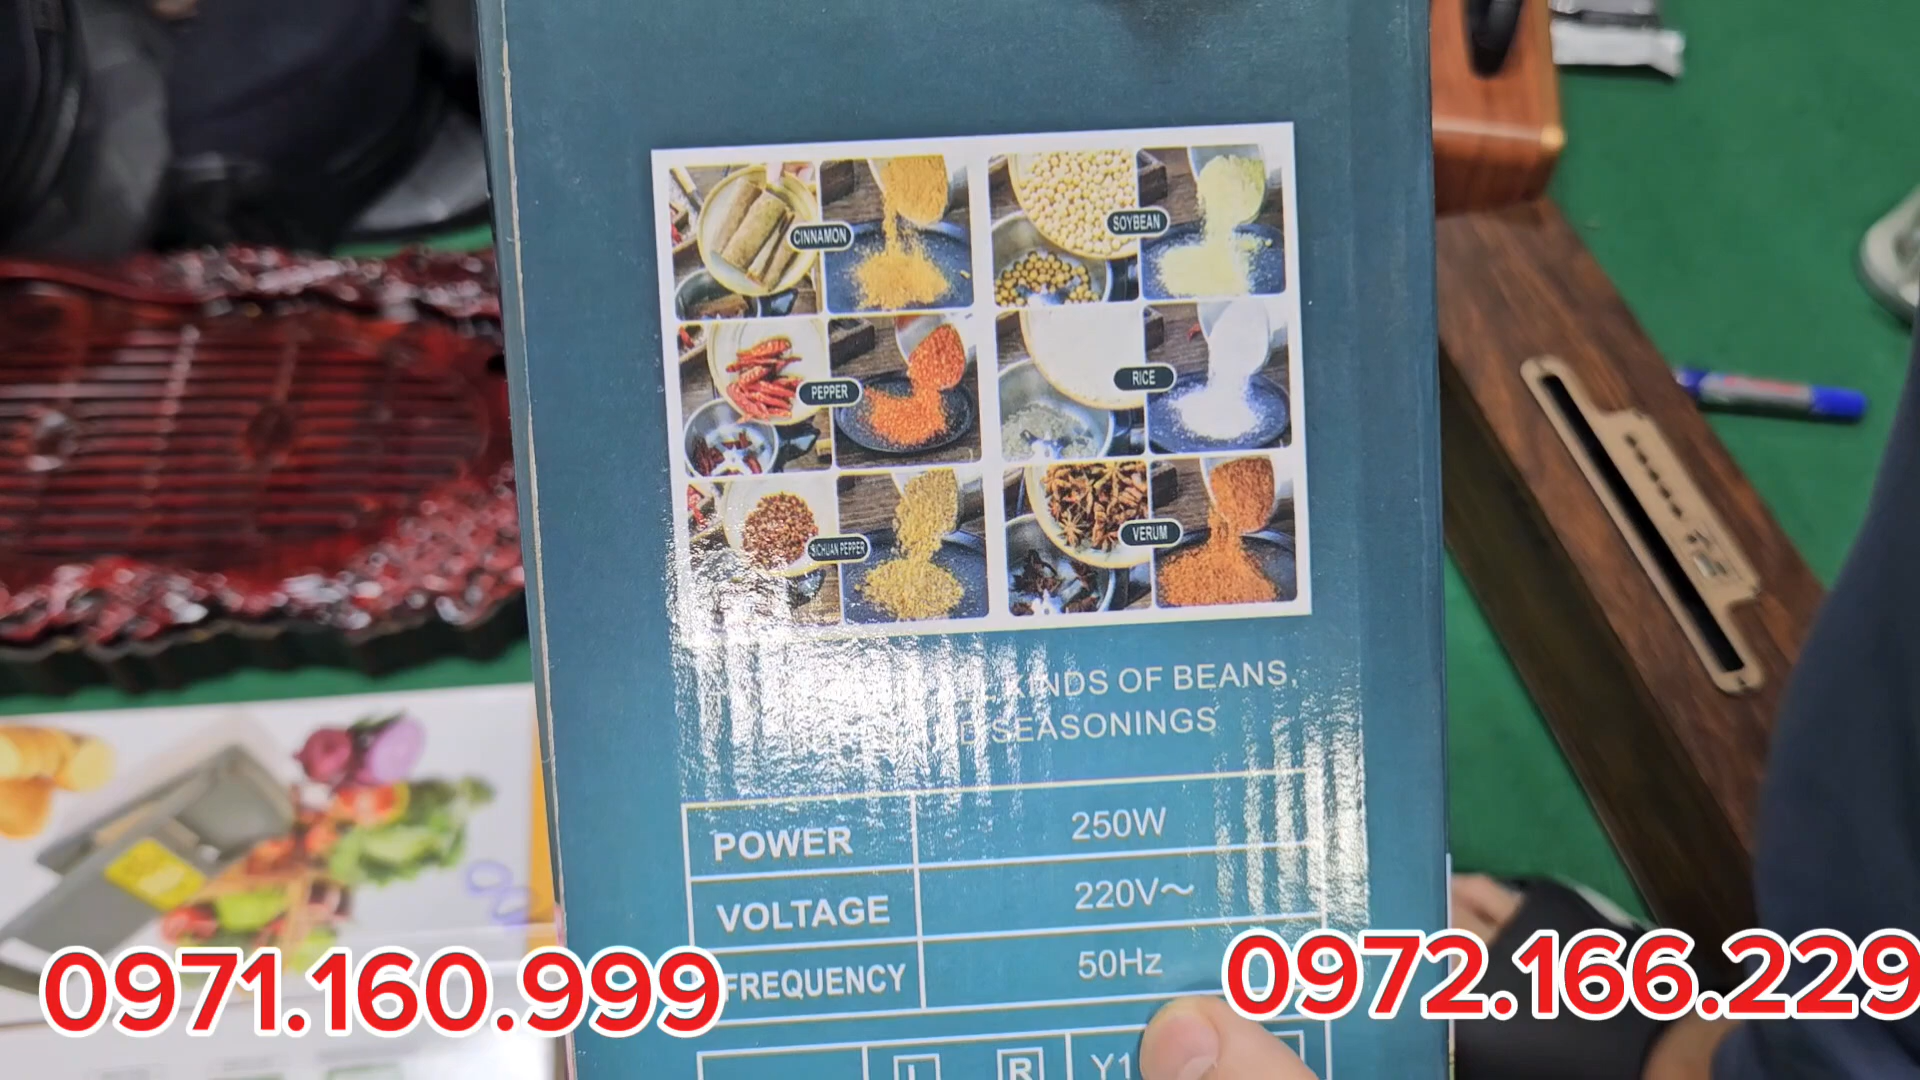 CINNAMON
SOYBEAN
PEPPER
RICE
SICHUAN PEPPER
VERUM
KINDS OF BEANS,
SEASONINGS
POWER 250W
VOLTAGE 220V~
FREQUENCY 50Hz
L R Y1
0971.160.999
0972.166.229